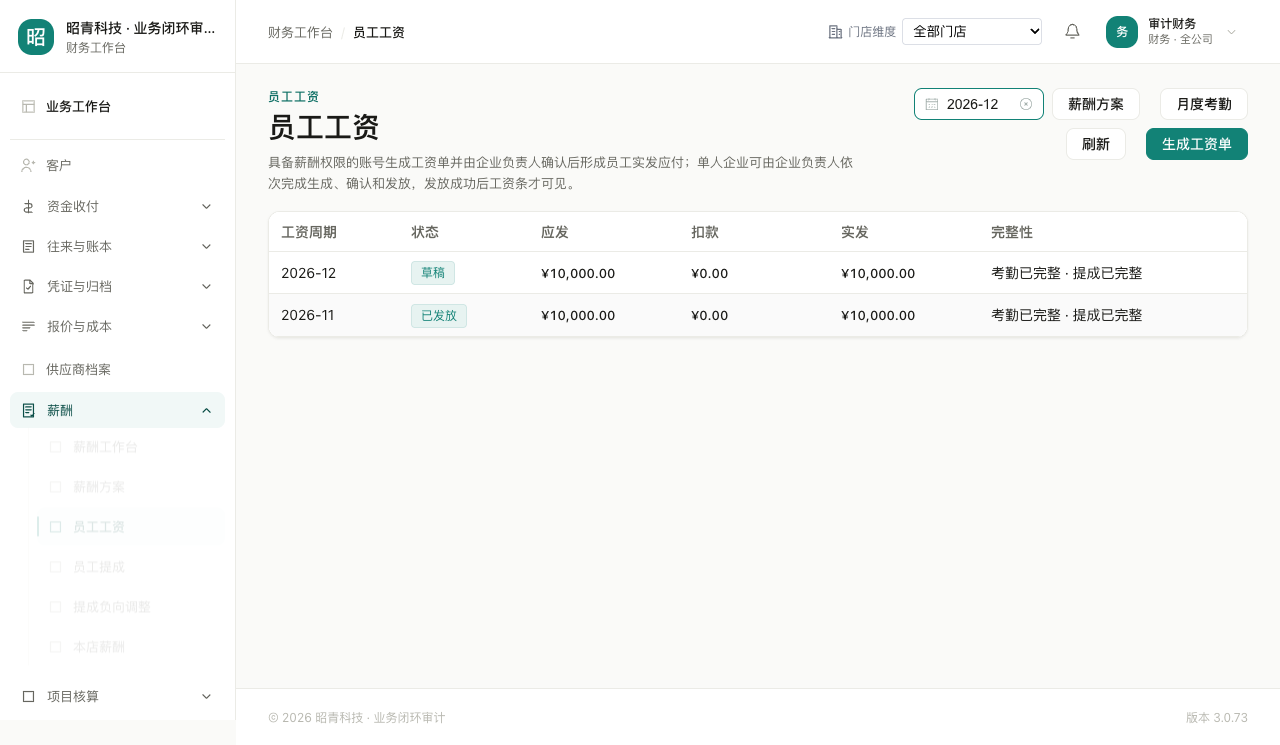 昭
昭青科技 · 业务闭环审...
财务工作台
业务工作台
客户
资金收付
往来与账本
凭证与归档
报价与成本
供应商档案
薪酬
薪酬工作台
薪酬方案
员工工资
员工提成
提成负向调整
本店薪酬
项目核算
财务工作台 / 员工工资
门店维度 全部门店
务
审计财务
财务 · 全公司
员工工资
员工工资
具备薪酬权限的账号生成工资单并由企业负责人确认后形成员工实发应付；单人企业可由企业负责人依
次完成生成、确认和发放，发放成功后工资条才可见。
2026-12 薪酬方案 月度考勤
刷新 生成工资单
工资周期 状态 应发 扣款 实发 完整性
2026-12 草稿 ¥10,000.00 ¥0.00 ¥10,000.00 考勤已完整 · 提成已完整
2026-11 已发放 ¥10,000.00 ¥0.00 ¥10,000.00 考勤已完整 · 提成已完整
© 2026 昭青科技 · 业务闭环审计
版本 3.0.73